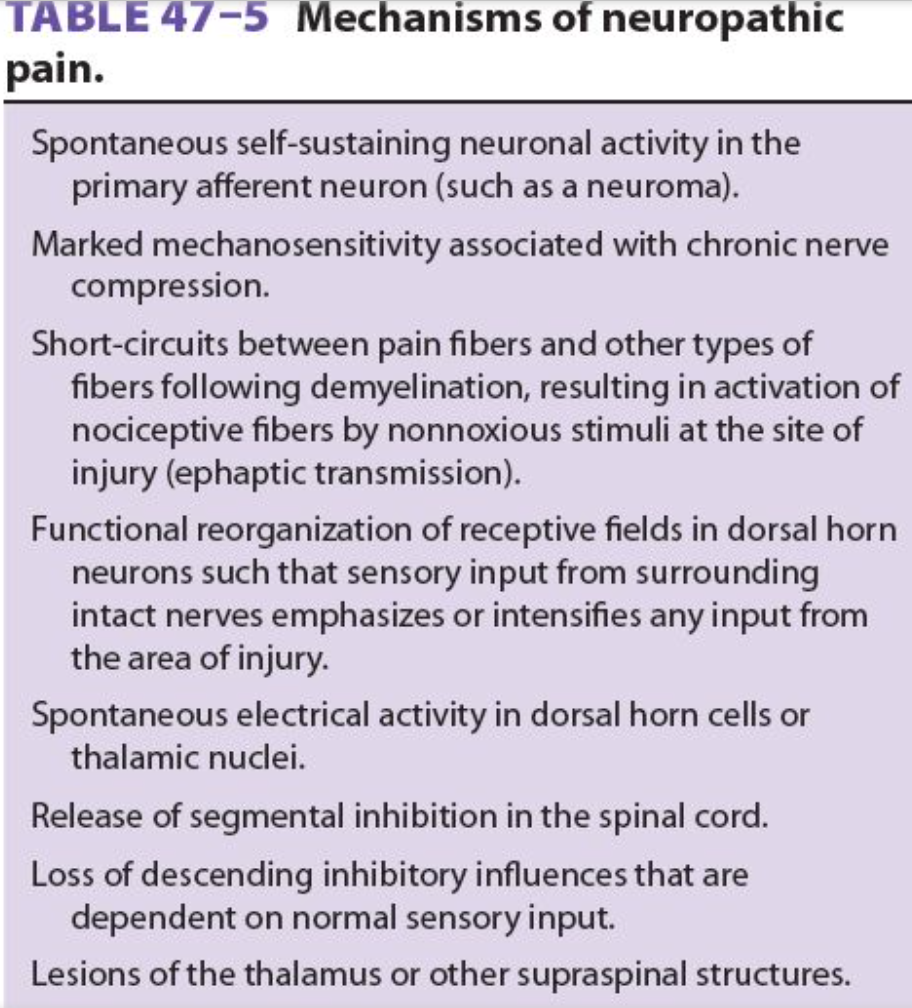 TABLE 47–5 Mechanisms of neuropathic
pain.
Spontaneous self-sustaining neuronal activity in the
primary afferent neuron (such as a neuroma).
Marked mechanosensitivity associated with chronic nerve
compression.
Short-circuits between pain fibers and other types of
fibers following demyelination, resulting in activation of
nociceptive fibers by nonnoxious stimuli at the site of
injury (ephaptic transmission).
Functional reorganization of receptive fields in dorsal horn
neurons such that sensory input from surrounding
intact nerves emphasizes or intensifies any input from
the area of injury.
Spontaneous electrical activity in dorsal horn cells or
thalamic nuclei.
Release of segmental inhibition in the spinal cord.
Loss of descending inhibitory influences that are
dependent on normal sensory input.
Lesions of the thalamus or other supraspinal structures.